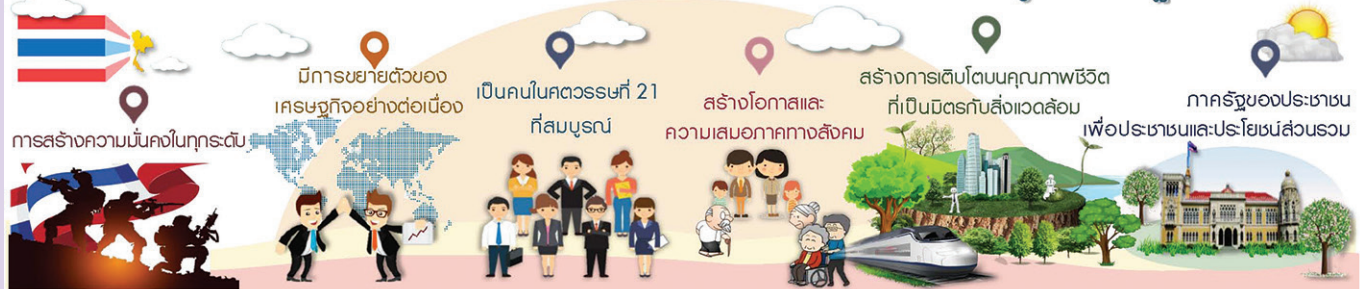 การสร้างความมั่นคงในทุกระดับ
มีการขยายตัวของ
เศรษฐกิจอย่างต่อเนื่อง
เป็นคนในศตวรรษที่ 21
ที่สมบูรณ์
สร้างโอกาสและ
ความเสมอภาคทางสังคม
สร้างการเติบโตบนคุณภาพชีวิต
ที่เป็นมิตรกับสิ่งแวดล้อม
ภาครัฐของประชาชน
เพื่อประชาชนและประโยชน์ส่วนรวม